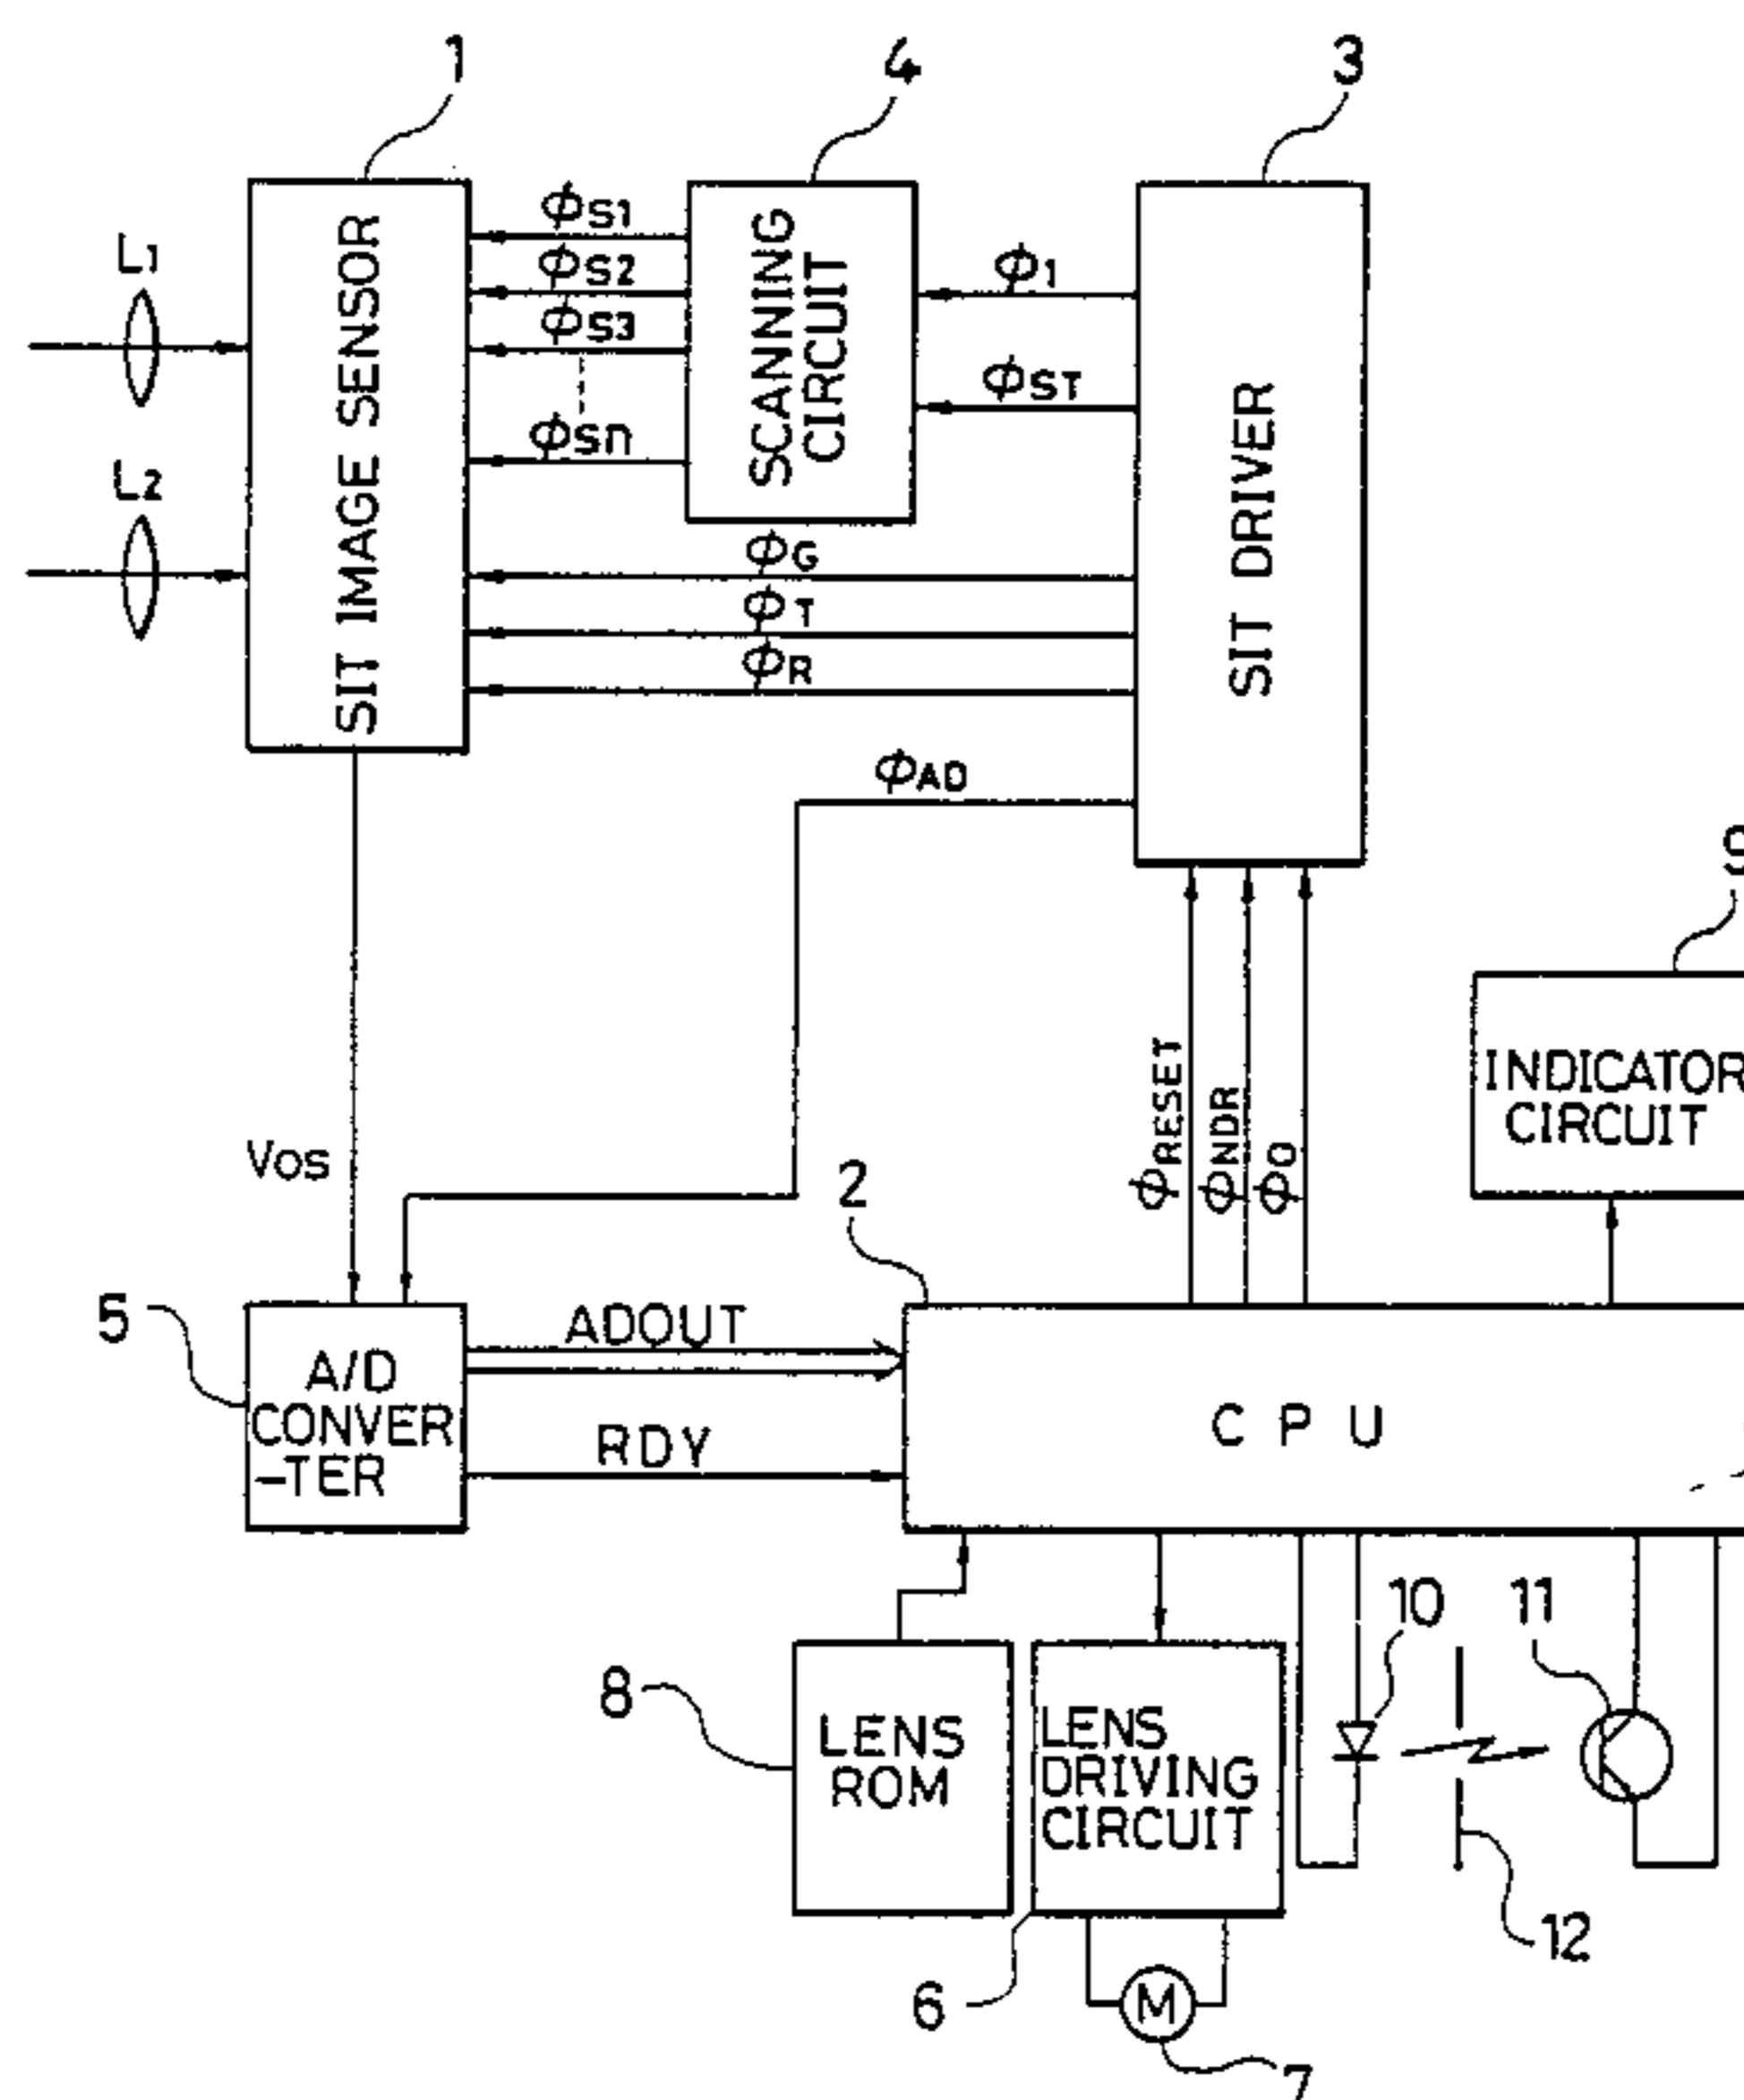 1
4
3
L1
L2
SIT IMAGE SENSOR
ϕS1
ϕS2
ϕS3
ϕSn
SCANNING
CIRCUIT
ϕ1
ϕST
SIT DRIVER
ϕG
ϕT
ϕR
ϕAD
9
INDICATOR
CIRCUIT
ϕRESET
ϕNDR
ϕ0
VOS
2
5
A/D
CONVER
-TER
ADOUT
RDY
CPU
8
LENS
ROM
LENS
DRIVING
CIRCUIT
10
11
12
6
M
7